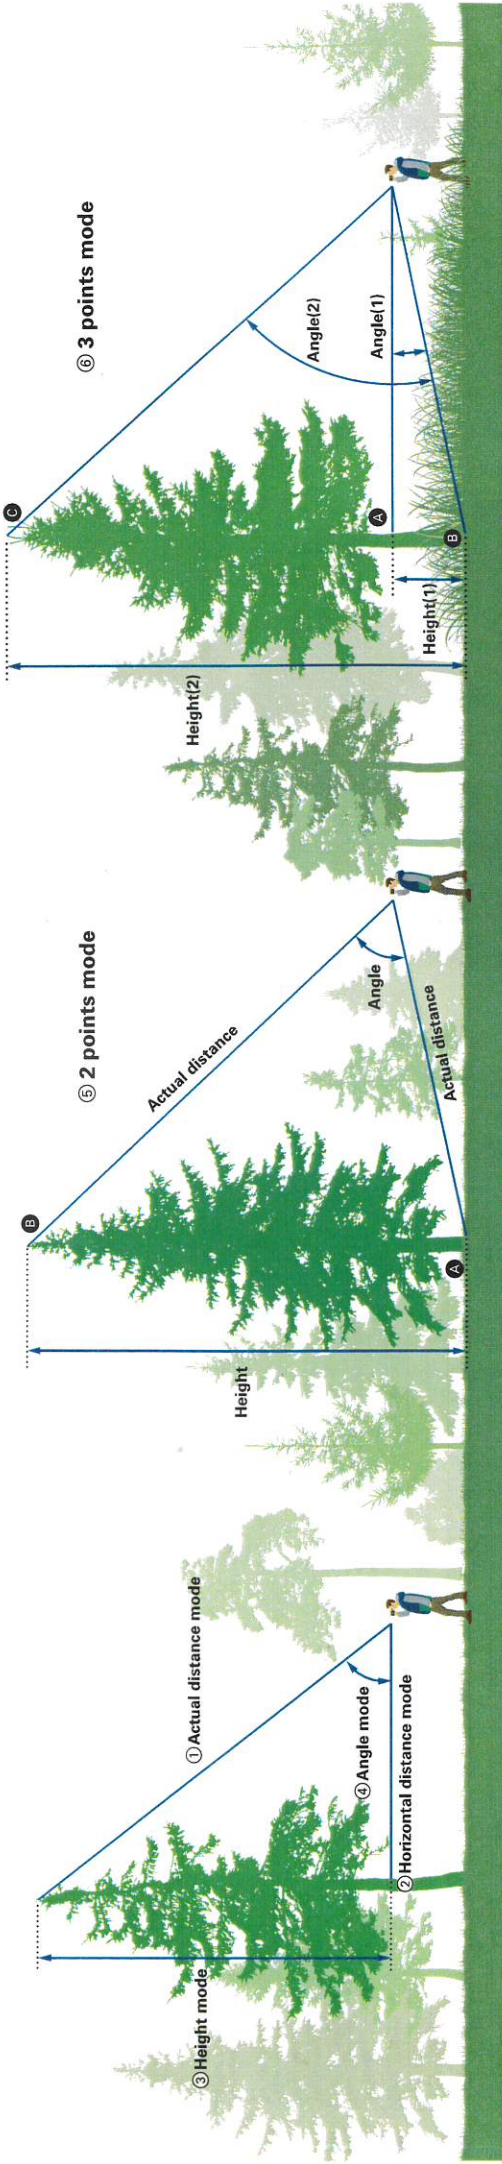 ① Actual distance mode
④ Angle mode
② Horizontal distance mode
③ Height mode
⑤ 2 points mode
B
Actual distance
Angle
Actual distance
A
Height
⑥ 3 points mode
C
Angle(2)
Angle(1)
A
B
Height(1)
Height(2)